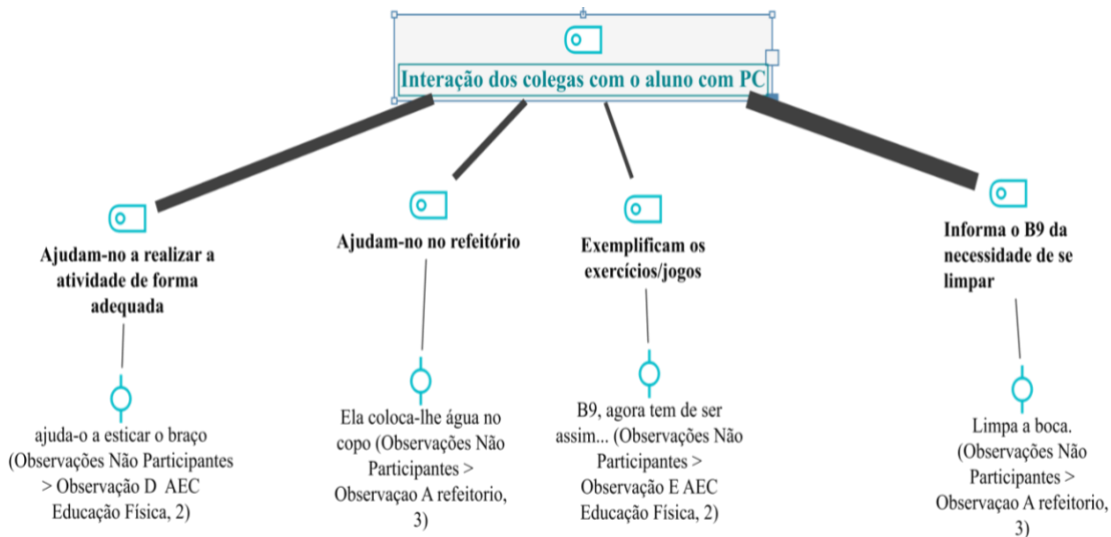 Interação dos colegas com o aluno com PC
Ajudam-no a realizar a
atividade de forma
adequada
Ajudam-no no refeitório
Exemplificam os
exercícios/jogos
Informa o B9 da
necessidade de se
limpar
ajuda-o a esticar o braço
(Observações Não Participantes
> Observação D AEC
Educação Física, 2)
Ela coloca-lhe água no
copo (Observações Não
Participantes >
Observaçao A refeitorio,
3)
B9, agora tem de ser
assim... (Observações Não
Participantes >
Observação E AEC
Educação Física, 2)
Limpa a boca.
(Observações Não
Participantes >
Observaçao A refeitorio,
3)